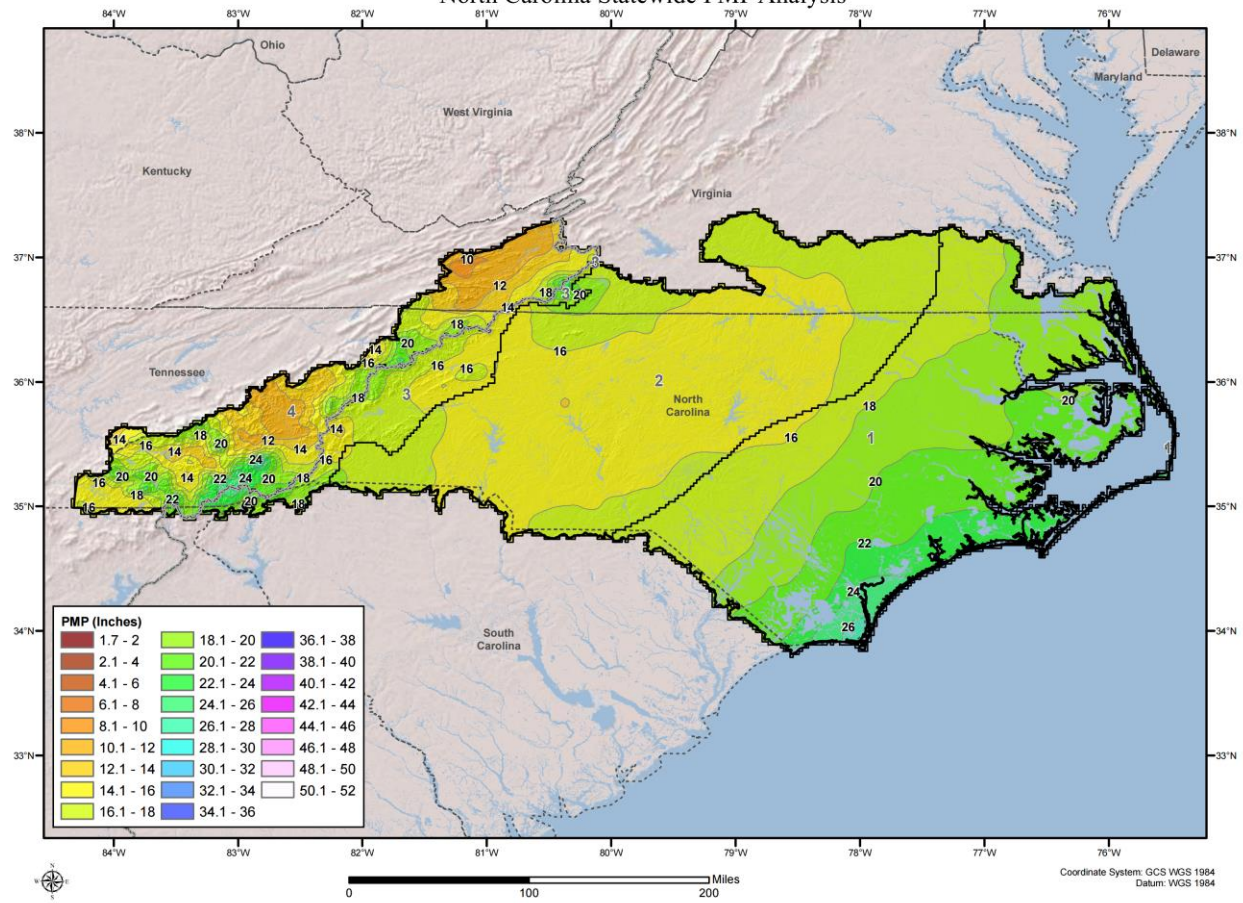 North Carolina Statewide PMP Analysis
84°W 83°W 82°W 81°W 80°W 79°W 78°W 77°W 76°W
Ohio
Delaware
Maryland
West Virginia
38°N 38°N
Kentucky
Virginia
37°N 37°N
10
12
18 3 20
14
18
20
14
16
16
16
16
36°N 36°N
Tennessee
18
3
2
North
Carolina
20
18
4
14
12
14
16
1
16
14
16
14
18
20
24
16
20
20
14
22
24
20
18
18
22
20
18
16
20
35°N 35°N
22
24
26
34°N 34°N
South
Carolina
33°N 33°N
PMP (Inches)
1.7 - 2 18.1 - 20 36.1 - 38
2.1 - 4 20.1 - 22 38.1 - 40
4.1 - 6 22.1 - 24 40.1 - 42
6.1 - 8 24.1 - 26 42.1 - 44
8.1 - 10 26.1 - 28 44.1 - 46
10.1 - 12 28.1 - 30 46.1 - 48
12.1 - 14 30.1 - 32 48.1 - 50
14.1 - 16 32.1 - 34 50.1 - 52
16.1 - 18 34.1 - 36
84°W 83°W 82°W 81°W 80°W 79°W 78°W 77°W 76°W
N
W E
S
Miles
0 100 200
Coordinate System: GCS WGS 1984
Datum: WGS 1984